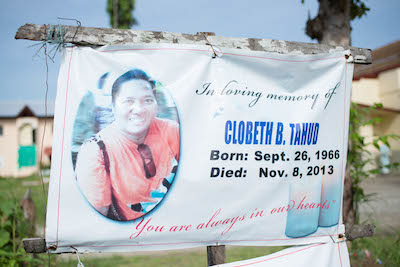 In loving memory of
CLOBETH B. TANUD
Born: Sept. 26, 1966
Died: Nov. 8, 2013
You are always in our hearts